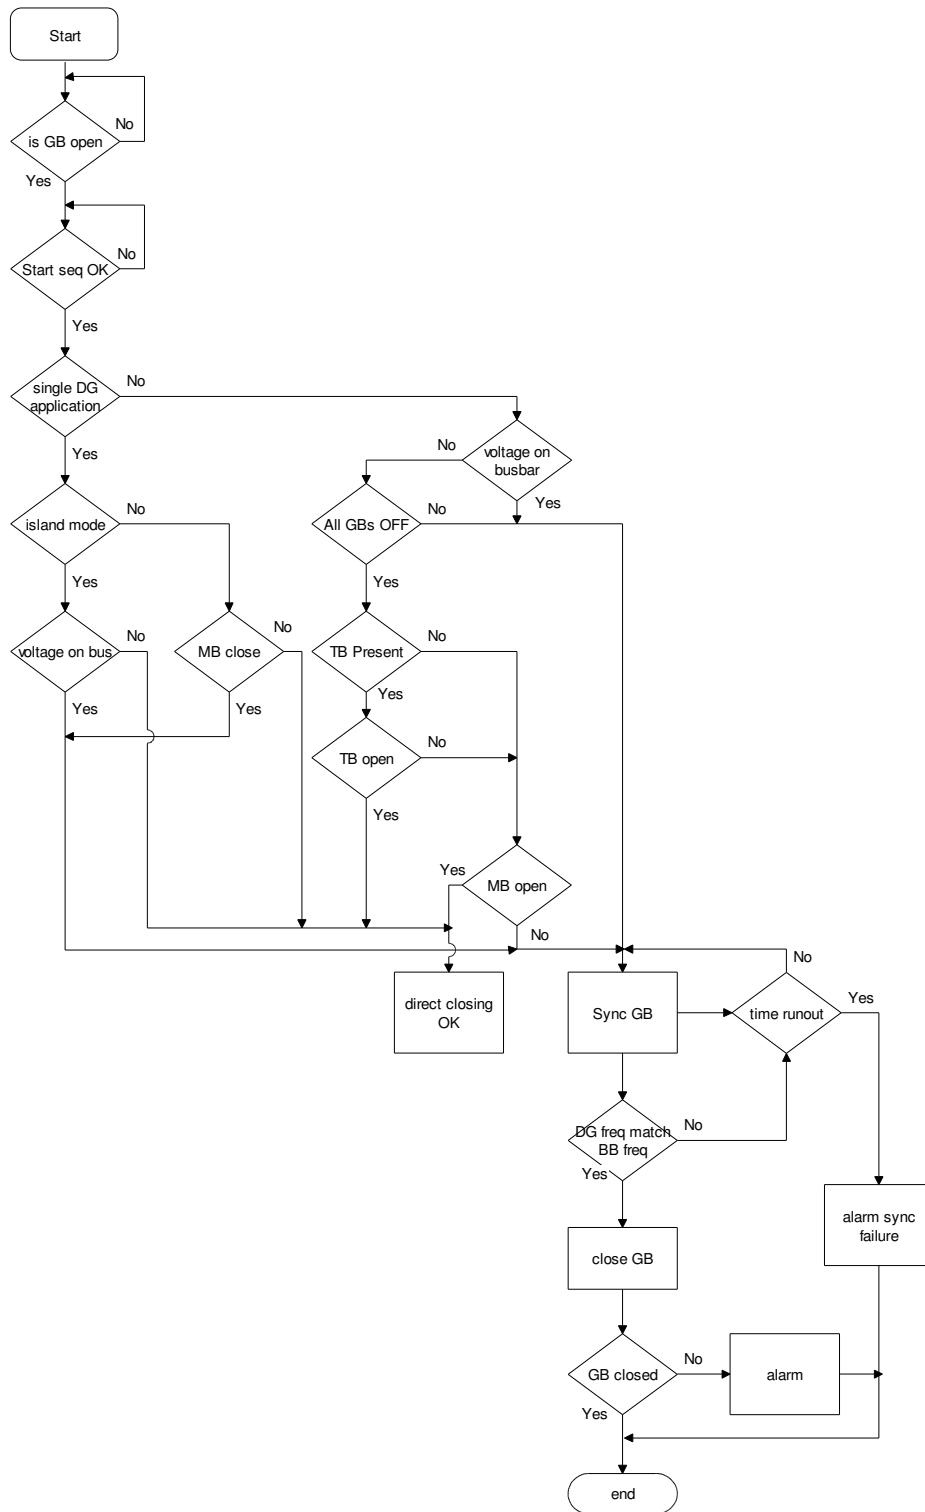 Start
No
is GB open
Yes
No
Start seq OK
Yes
No
single DG
application
No
voltage on
busbar
Yes
Yes
No
island mode
No
All GBs OFF
No
Yes
Yes
voltage on bus
No
MB close
No
TB Present
No
Yes
Yes
Yes
TB open
No
Yes
Yes
MB open
No
No
direct closing
OK
Sync GB
time runout
Yes
DG freq match
BB freq
No
Yes
alarm sync
failure
close GB
No
GB closed
alarm
Yes
end